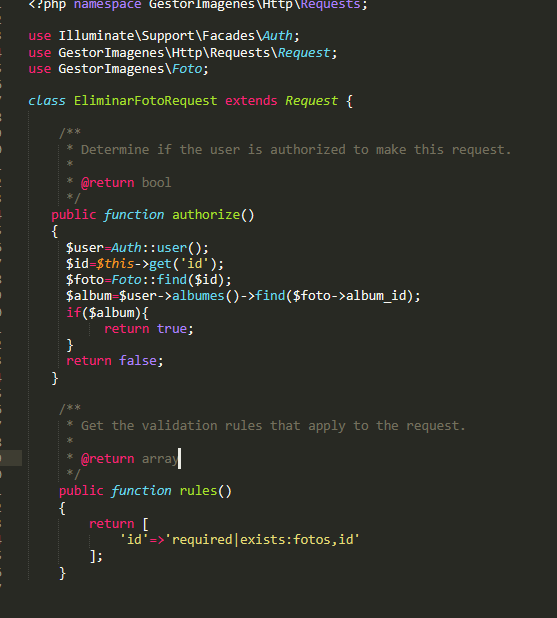 <?php namespace GestorImagenes\Http\Requests;
use Illuminate\Support\Facades\Auth;
use GestorImagenes\Http\Requests\Request;
use GestorImagenes\Foto;
class EliminarFotoRequest extends Request {
/**
* Determine if the user is authorized to make this request.
*
* @return bool
*/
public function authorize()
{
$user=Auth::user();
$id=$this->get('id');
$foto=Foto::find($id);
$album=$user->albumes()->find($foto->album_id);
if($album){
return true;
}
return false;
}
/**
* Get the validation rules that apply to the request.
*
* @return array
*/
public function rules()
{
return [
'id'=>'required|exists:fotos,id'
];
}